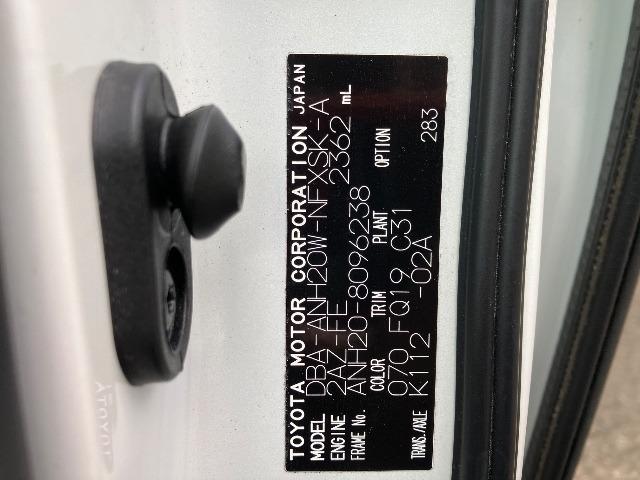 TOYOTA MOTOR CORPORATION JAPAN
MODEL DBA-ANH20W-NFXSK-A
ENGINE 2AZ-FE 2362 mL
FRAME No. ANH20-8096238
COLOR TRIM PLANT OPTION
070 FQ19 C31
TRANS./AXLE K112 -02A 283
TOYOTA